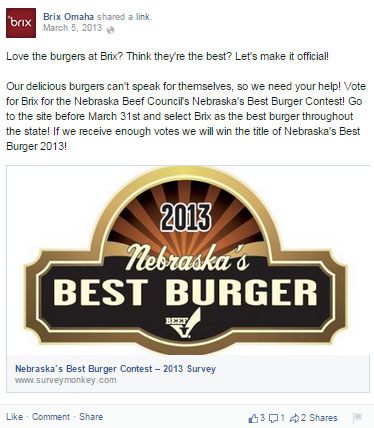 brix
Brix Omaha shared a link.
March 5, 2013
Love the burgers at Brix? Think they're the best? Let's make it official!
Our delicious burgers can't speak for themselves, so we need your help! Vote
for Brix for the Nebraska Beef Council's Nebraska's Best Burger Contest! Go
to the site before March 31st and select Brix as the best burger throughout
the state! If we receive enough votes we will win the title of Nebraska's Best
Burger 2013!
2013
Nebraska's
BEST BURGER
BEEF
Nebraska's Best Burger Contest – 2013 Survey
www.surveymonkey.com
Like · Comment · Share 3 1 2 Shares